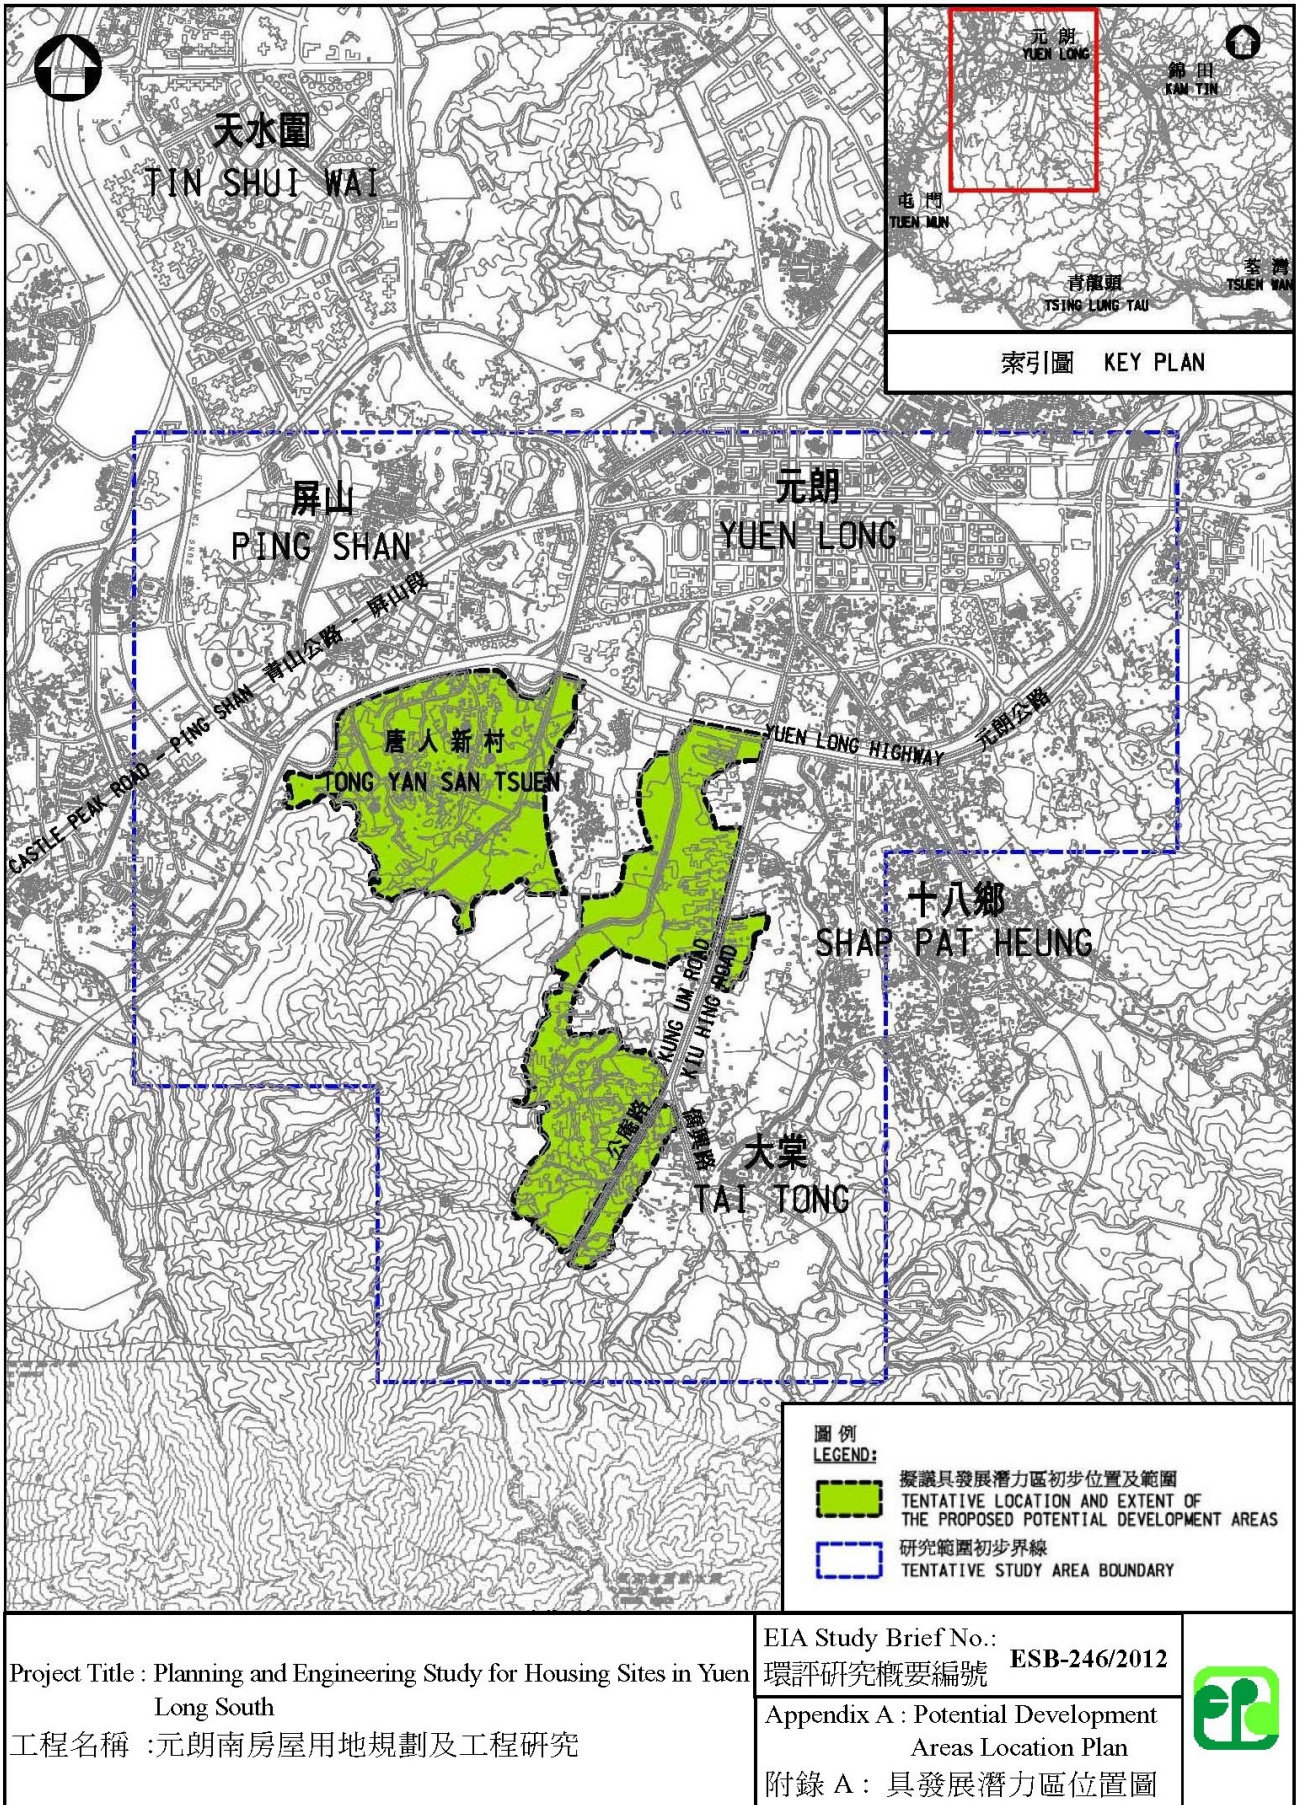 天水圍
TIN SHUI WAI
元朗
YUEN LONG
錦田
KAM TIN
屯門
TUEN MUN
青龍頭
TSING LUNG TAU
荃灣
TSUEN WAN
索引圖 KEY PLAN
屏山
PING SHAN
元朗
YUEN LONG
CASTLE PEAK ROAD - PING SHAN 青山公路 - 屏山段
唐人新村
TONG YAN SAN TSUEN
YUEN LONG HIGHWAY 元朗公路
十八鄉
SHAP PAT HEUNG
KUNG UM ROAD
KIU HING ROAD
公庵路
僑興路
大棠
TAI TONG
圖例
LEGEND:
擬議具發展潛力區初步位置及範圍
TENTATIVE LOCATION AND EXTENT OF
THE PROPOSED POTENTIAL DEVELOPMENT AREAS
研究範圍初步界線
TENTATIVE STUDY AREA BOUNDARY
Project Title : Planning and Engineering Study for Housing Sites in Yuen
Long South
工程名稱 :元朗南房屋用地規劃及工程研究
EIA Study Brief No.:
環評研究概要編號 ESB-246/2012
Appendix A : Potential Development
Areas Location Plan
附錄 A : 具發展潛力區位置圖